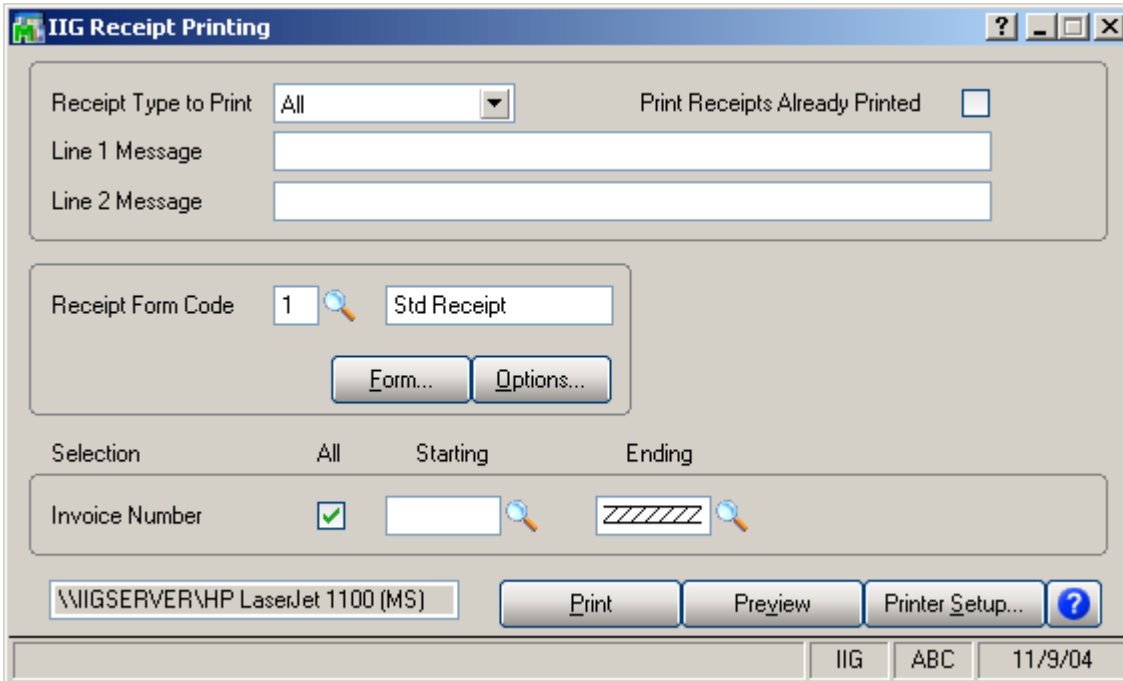 IIG Receipt Printing
Receipt Type to Print All Print Receipts Already Printed
Line 1 Message
Line 2 Message
Receipt Form Code 1 Std Receipt
Form... Options...
Selection All Starting Ending
Invoice Number ZZZZZZZ
\\IIGSERVER\HP LaserJet 1100 (MS) Print Preview Printer Setup...
IIG ABC 11/9/04